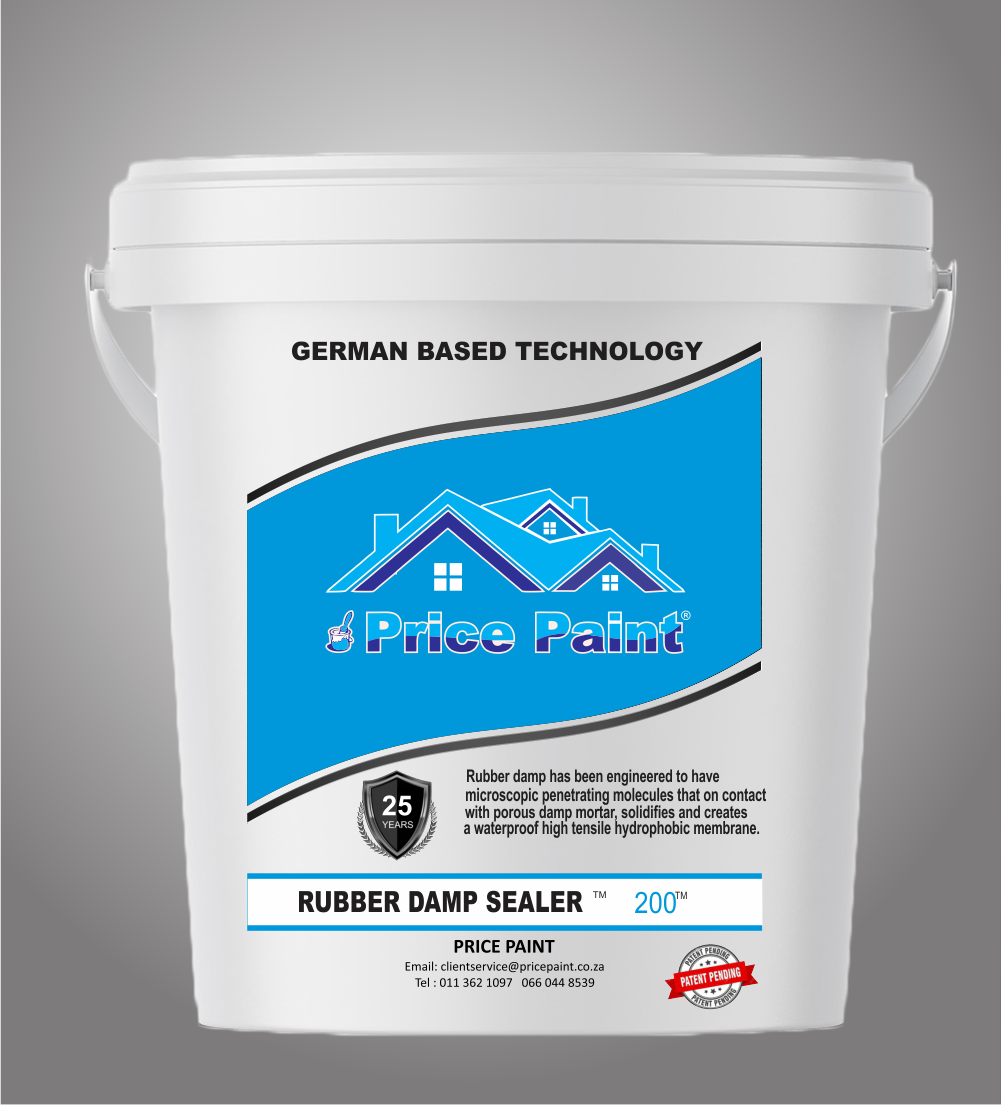 GERMAN BASED TECHNOLOGY
Price Paint®
25
YEARS
Rubber damp has been engineered to have
microscopic penetrating molecules that on contact
with porous damp mortar, solidifies and creates
a waterproof high tensile hydrophobic membrane.
RUBBER DAMP SEALER ™ 200™
PRICE PAINT
Email: clientservice@pricepaint.co.za
Tel : 011 362 1097 066 044 8539
PATENT PENDING
PATENT PENDING
PATENT PENDING